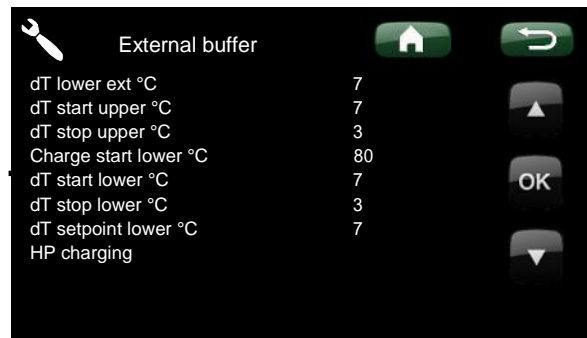 External buffer
dT lower ext °C 7
dT start upper °C 7
dT stop upper °C 3
Charge start lower °C 80
dT start lower °C 7
dT stop lower °C 3
dT setpoint lower °C 7
HP charging
OK